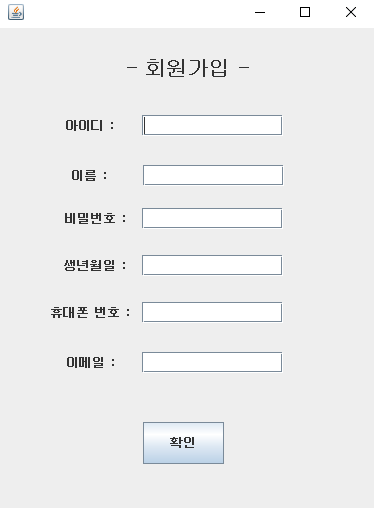 - 회원가입 -
아이디 :
이름 :
비밀번호 :
생년월일 :
휴대폰 번호 :
이메일 :
확인